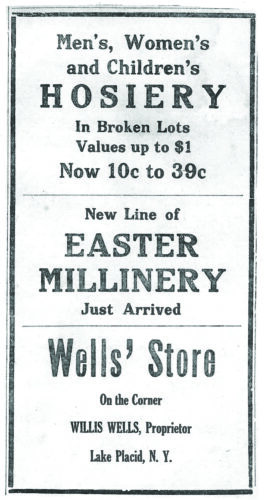 Men's, Women's
and Children's
HOSIERY
In Broken Lots
Values up to $1
Now 10c to 39c
New Line of
EASTER
MILLINERY
Just Arrived
Wells' Store
On the Corner
WILLIS WELLS, Proprietor
Lake Placid, N. Y.